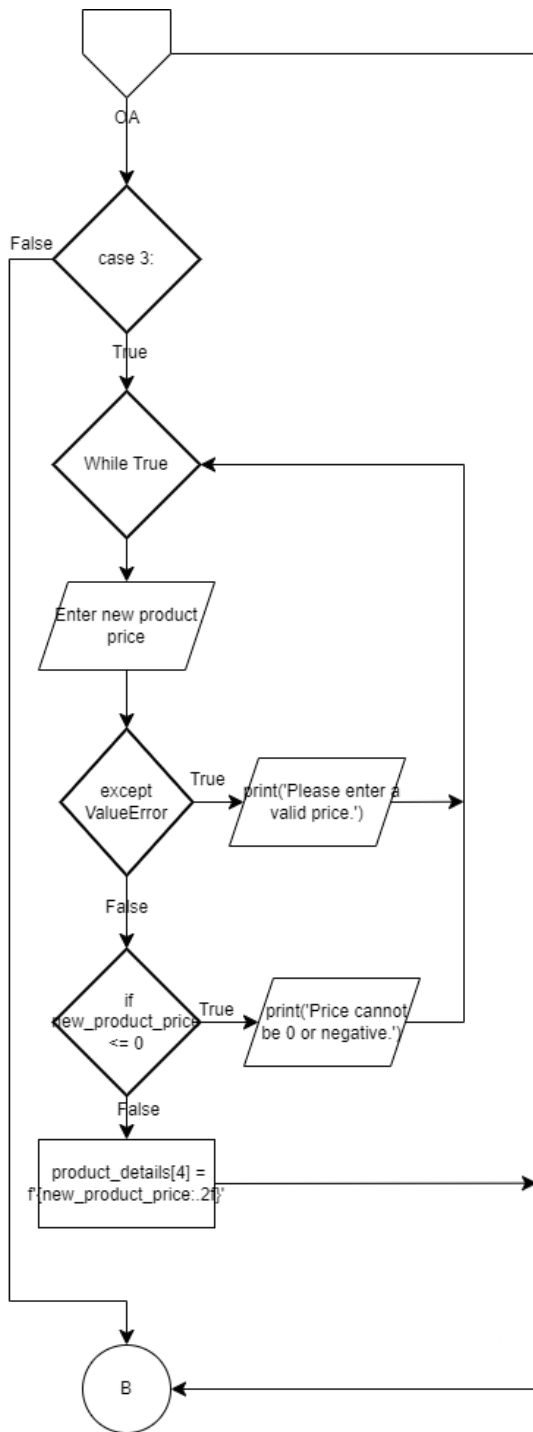 OA
False
case 3:
True
While True
Enter new product
price
except
ValueError
True
print('Please enter a
valid price.')
False
if
new_product_price
<= 0
True
print('Price cannot
be 0 or negative.')
False
product_details[4] =
f'{new_product_price:.2f}'
B